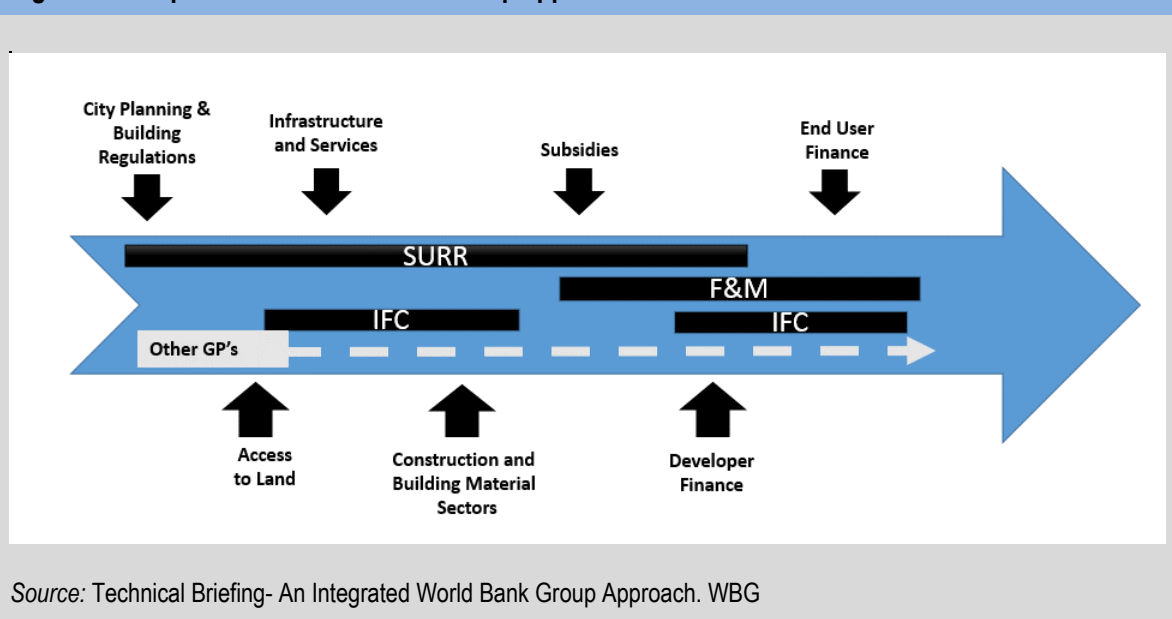 City Planning &
Building
Regulations
Infrastructure
and Services
Subsidies
End User
Finance
SURR
F&M
IFC
IFC
Other GP's
Access
to Land
Construction and
Building Material
Sectors
Developer
Finance
Source: Technical Briefing- An Integrated World Bank Group Approach. WBG